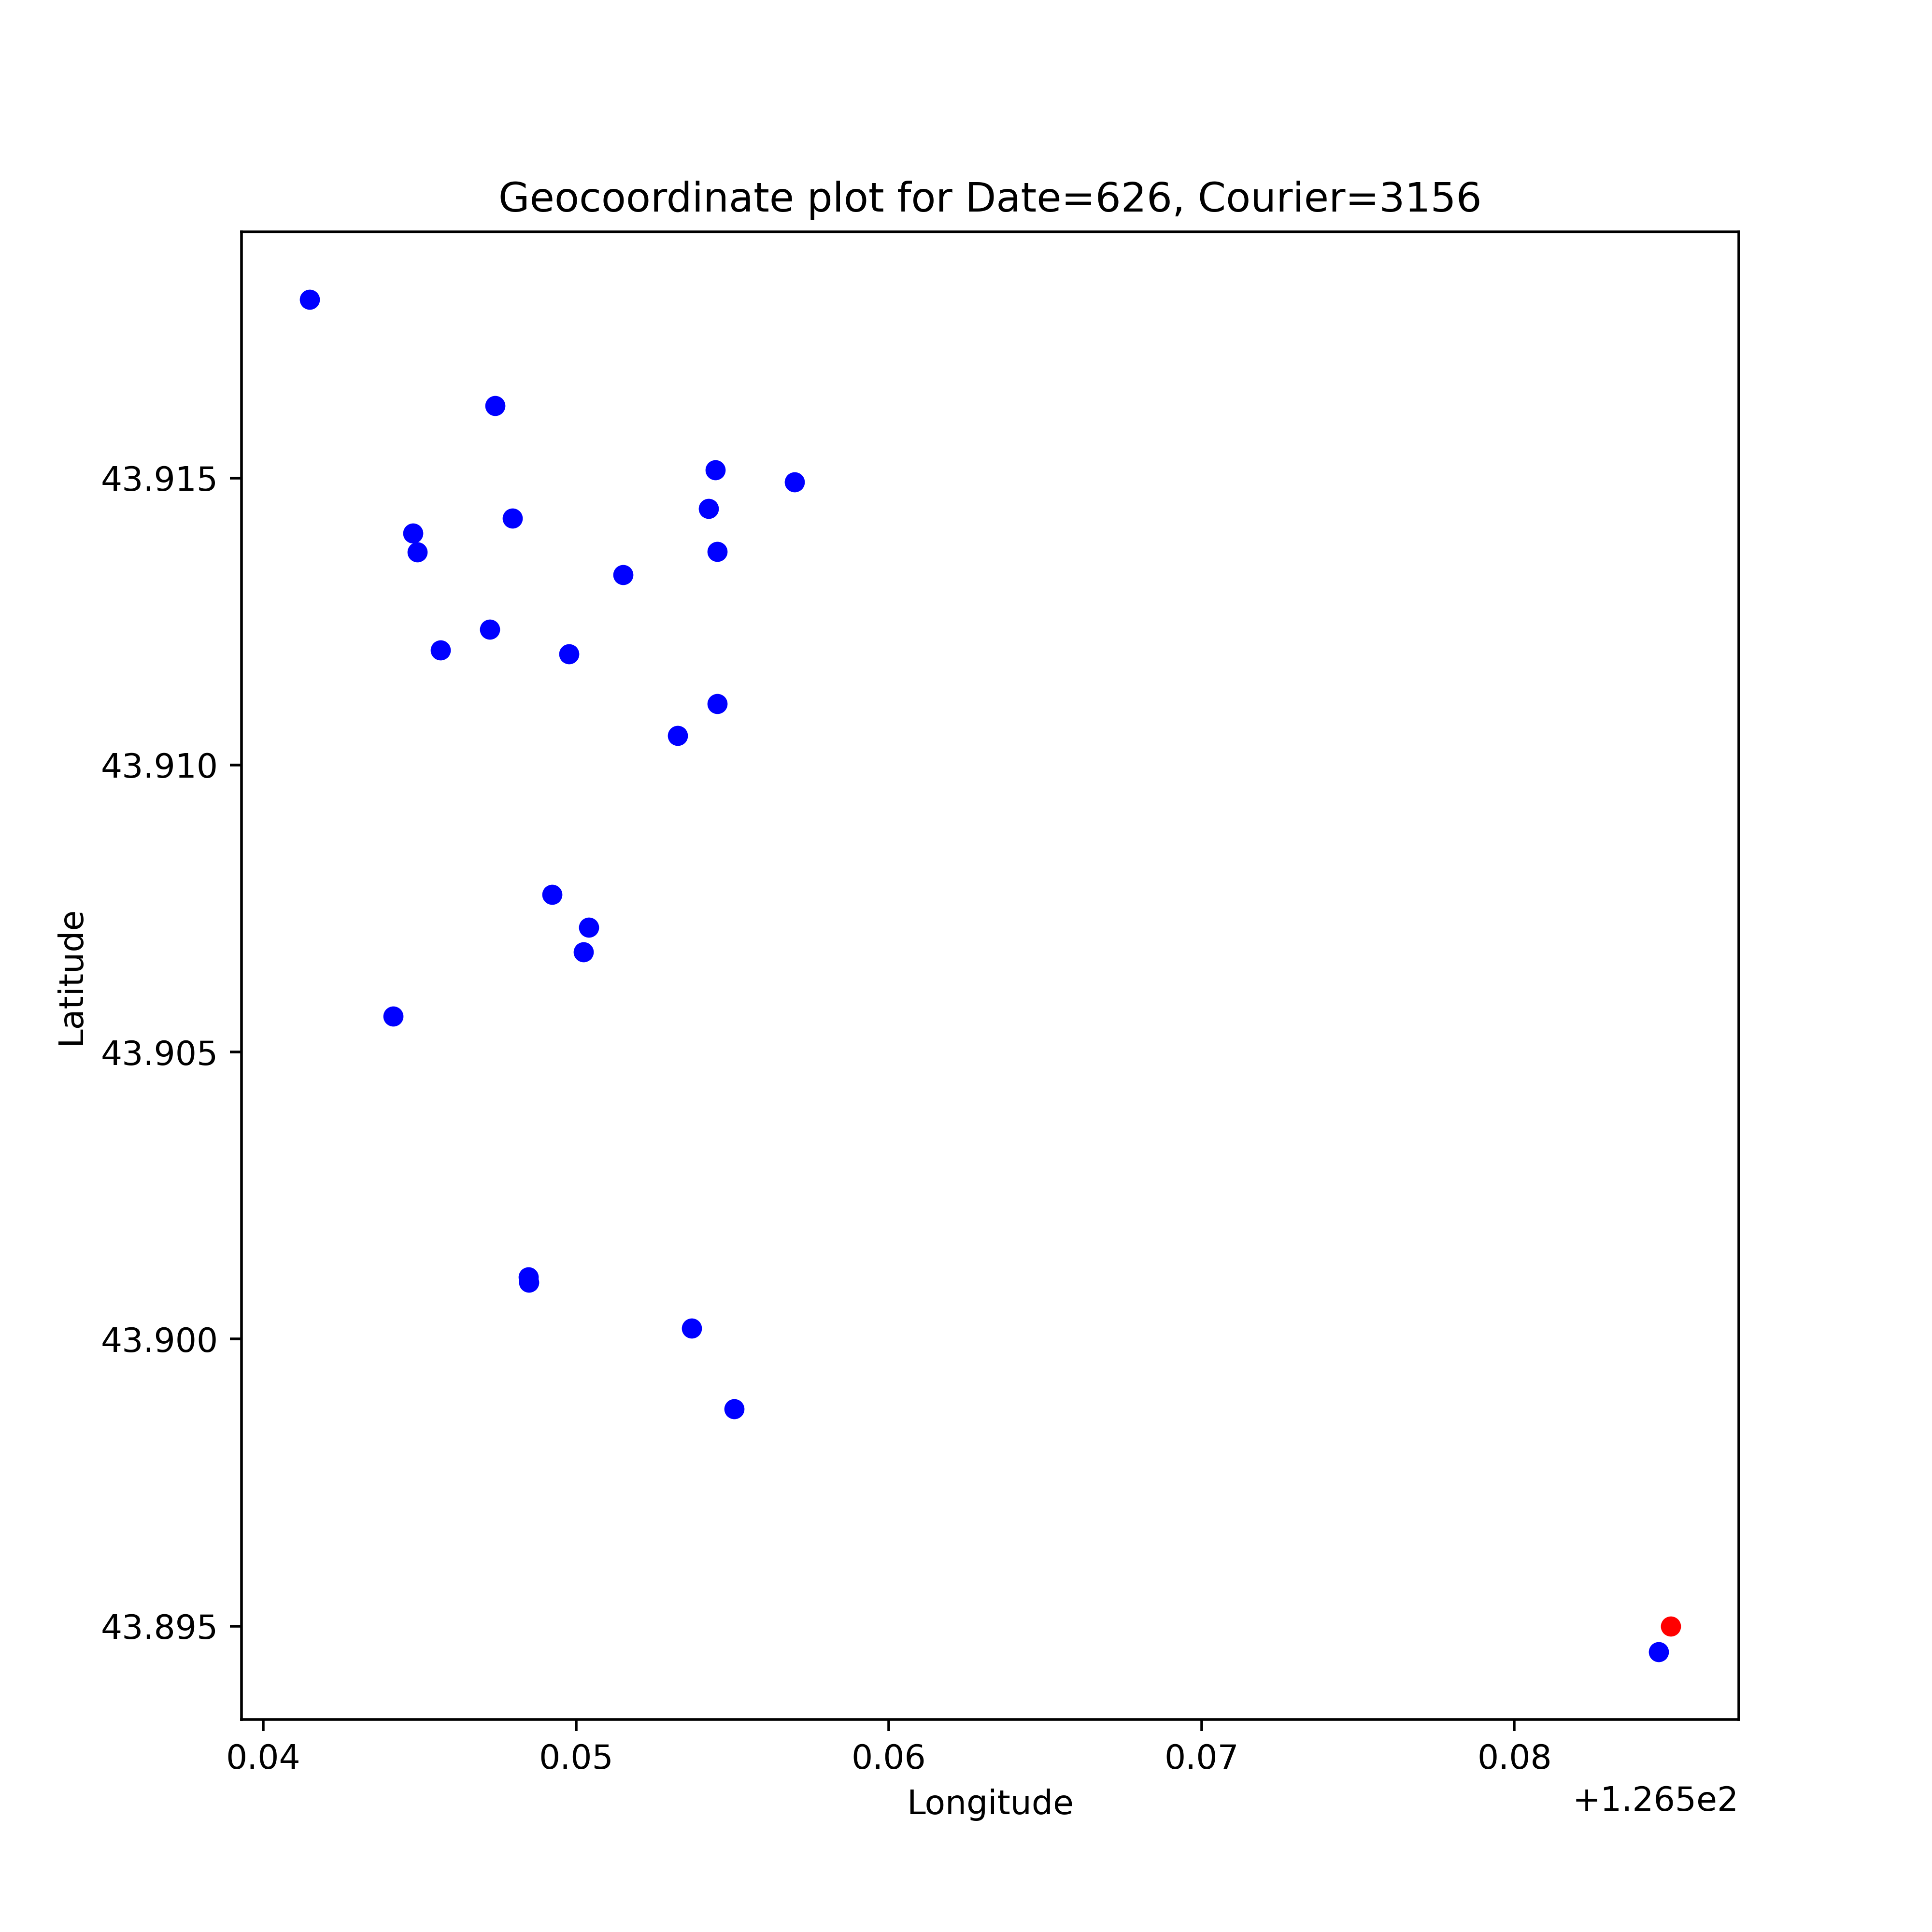 Geocoordinate plot for Date=626, Courier=3156
43.915
43.910
43.905
43.900
43.895
Latitude
0.04 0.05 0.06 0.07 0.08
Longitude
+1.265e2